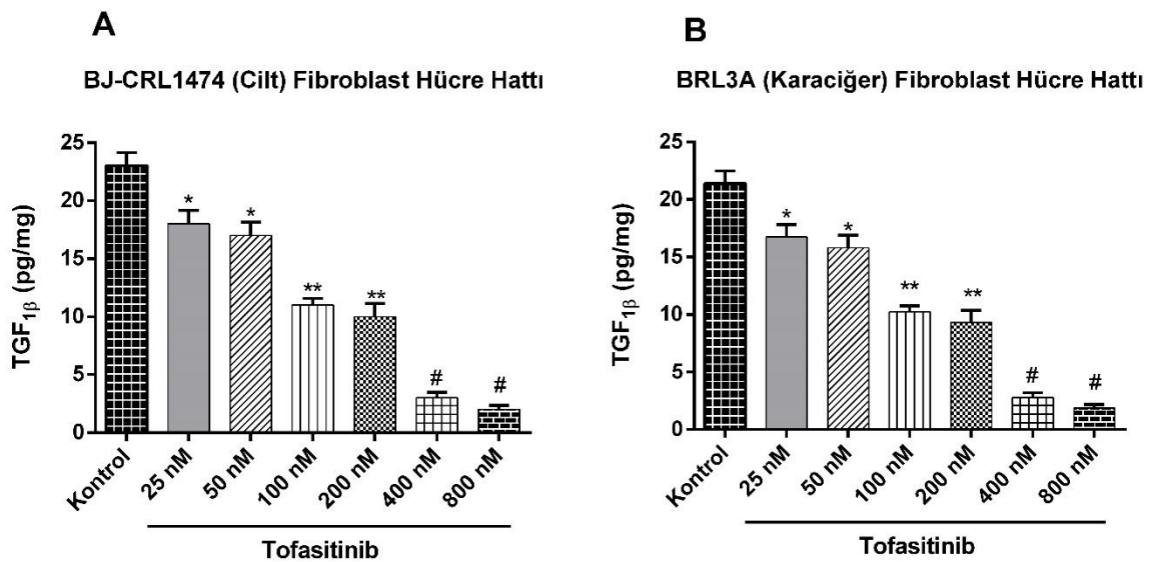 A
BJ-CRL1474 (Cilt) Fibroblast Hücre Hattı
TGF1β (pg/mg)
25
20
15
10
5
0
*
*
**
**
#
#
Kontrol
25 nM
50 nM
100 nM
200 nM
400 nM
800 nM
Tofasitinib
B
BRL3A (Karaciğer) Fibroblast Hücre Hattı
TGF1β (pg/mg)
25
20
15
10
5
0
*
*
**
**
#
#
Kontrol
25 nM
50 nM
100 nM
200 nM
400 nM
800 nM
Tofasitinib